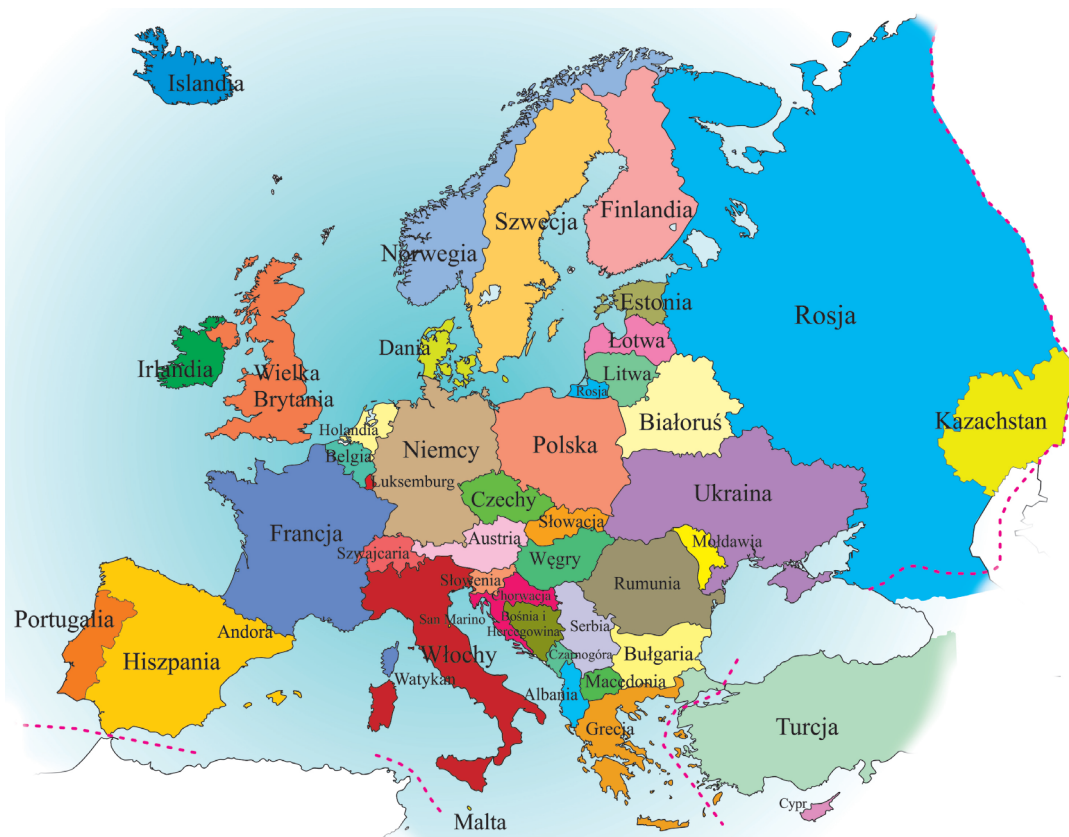 Islandia
Szwecja
Finlandia
Norwegia
Estonia
Rosja
Łotwa
Dania
Irlandia
Wielka
Brytania
Litwa
Rosja
Białoruś
Kazachstan
Holandia
Belgia
Niemcy
Polska
Luksemburg
Czechy
Ukraina
Słowacja
Francja
Austria
Szwajcaria
Węgry
Mołdawia
Słowenia
Rumunia
Chorwacja
Portugalia
San Marino
Bośnia i
Hercegowina
Serbia
Andora
Hiszpania
Włochy
Czarnogóra
Bułgaria
Watykan
Macedonia
Albania
Grecja
Turcja
Cypr
Malta